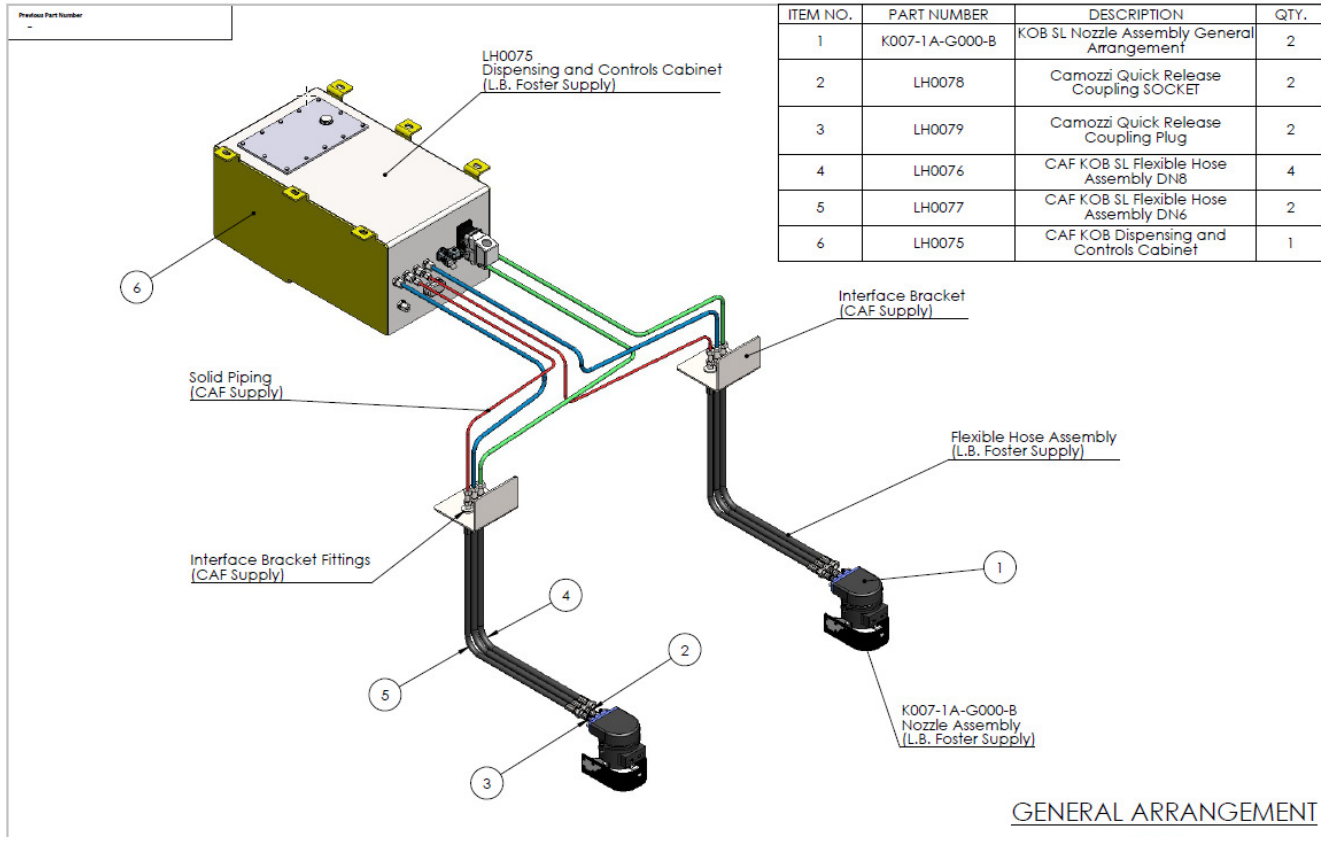 Previous Part Number
-
ITEM NO. PART NUMBER DESCRIPTION QTY.
1 K007-1A-G000-B KOB SL Nozzle Assembly General
Arrangement 2
2 LH0078 Camozzi Quick Release
Coupling SOCKET 2
3 LH0079 Camozzi Quick Release
Coupling Plug 2
4 LH0076 CAF KOB SL Flexible Hose
Assembly DN8 4
5 LH0077 CAF KOB SL Flexible Hose
Assembly DN6 2
6 LH0075 CAF KOB Dispensing and
Controls Cabinet 1
LH0075
Dispensing and Controls Cabinet
(L.B. Foster Supply)
6
Interface Bracket
(CAF Supply)
Solid Piping
(CAF Supply)
Flexible Hose Assembly
(L.B. Foster Supply)
Interface Bracket Fittings
(CAF Supply)
1
4
2
5
3
K007-1A-G000-B
Nozzle Assembly
(L.B. Foster Supply)
GENERAL ARRANGEMENT